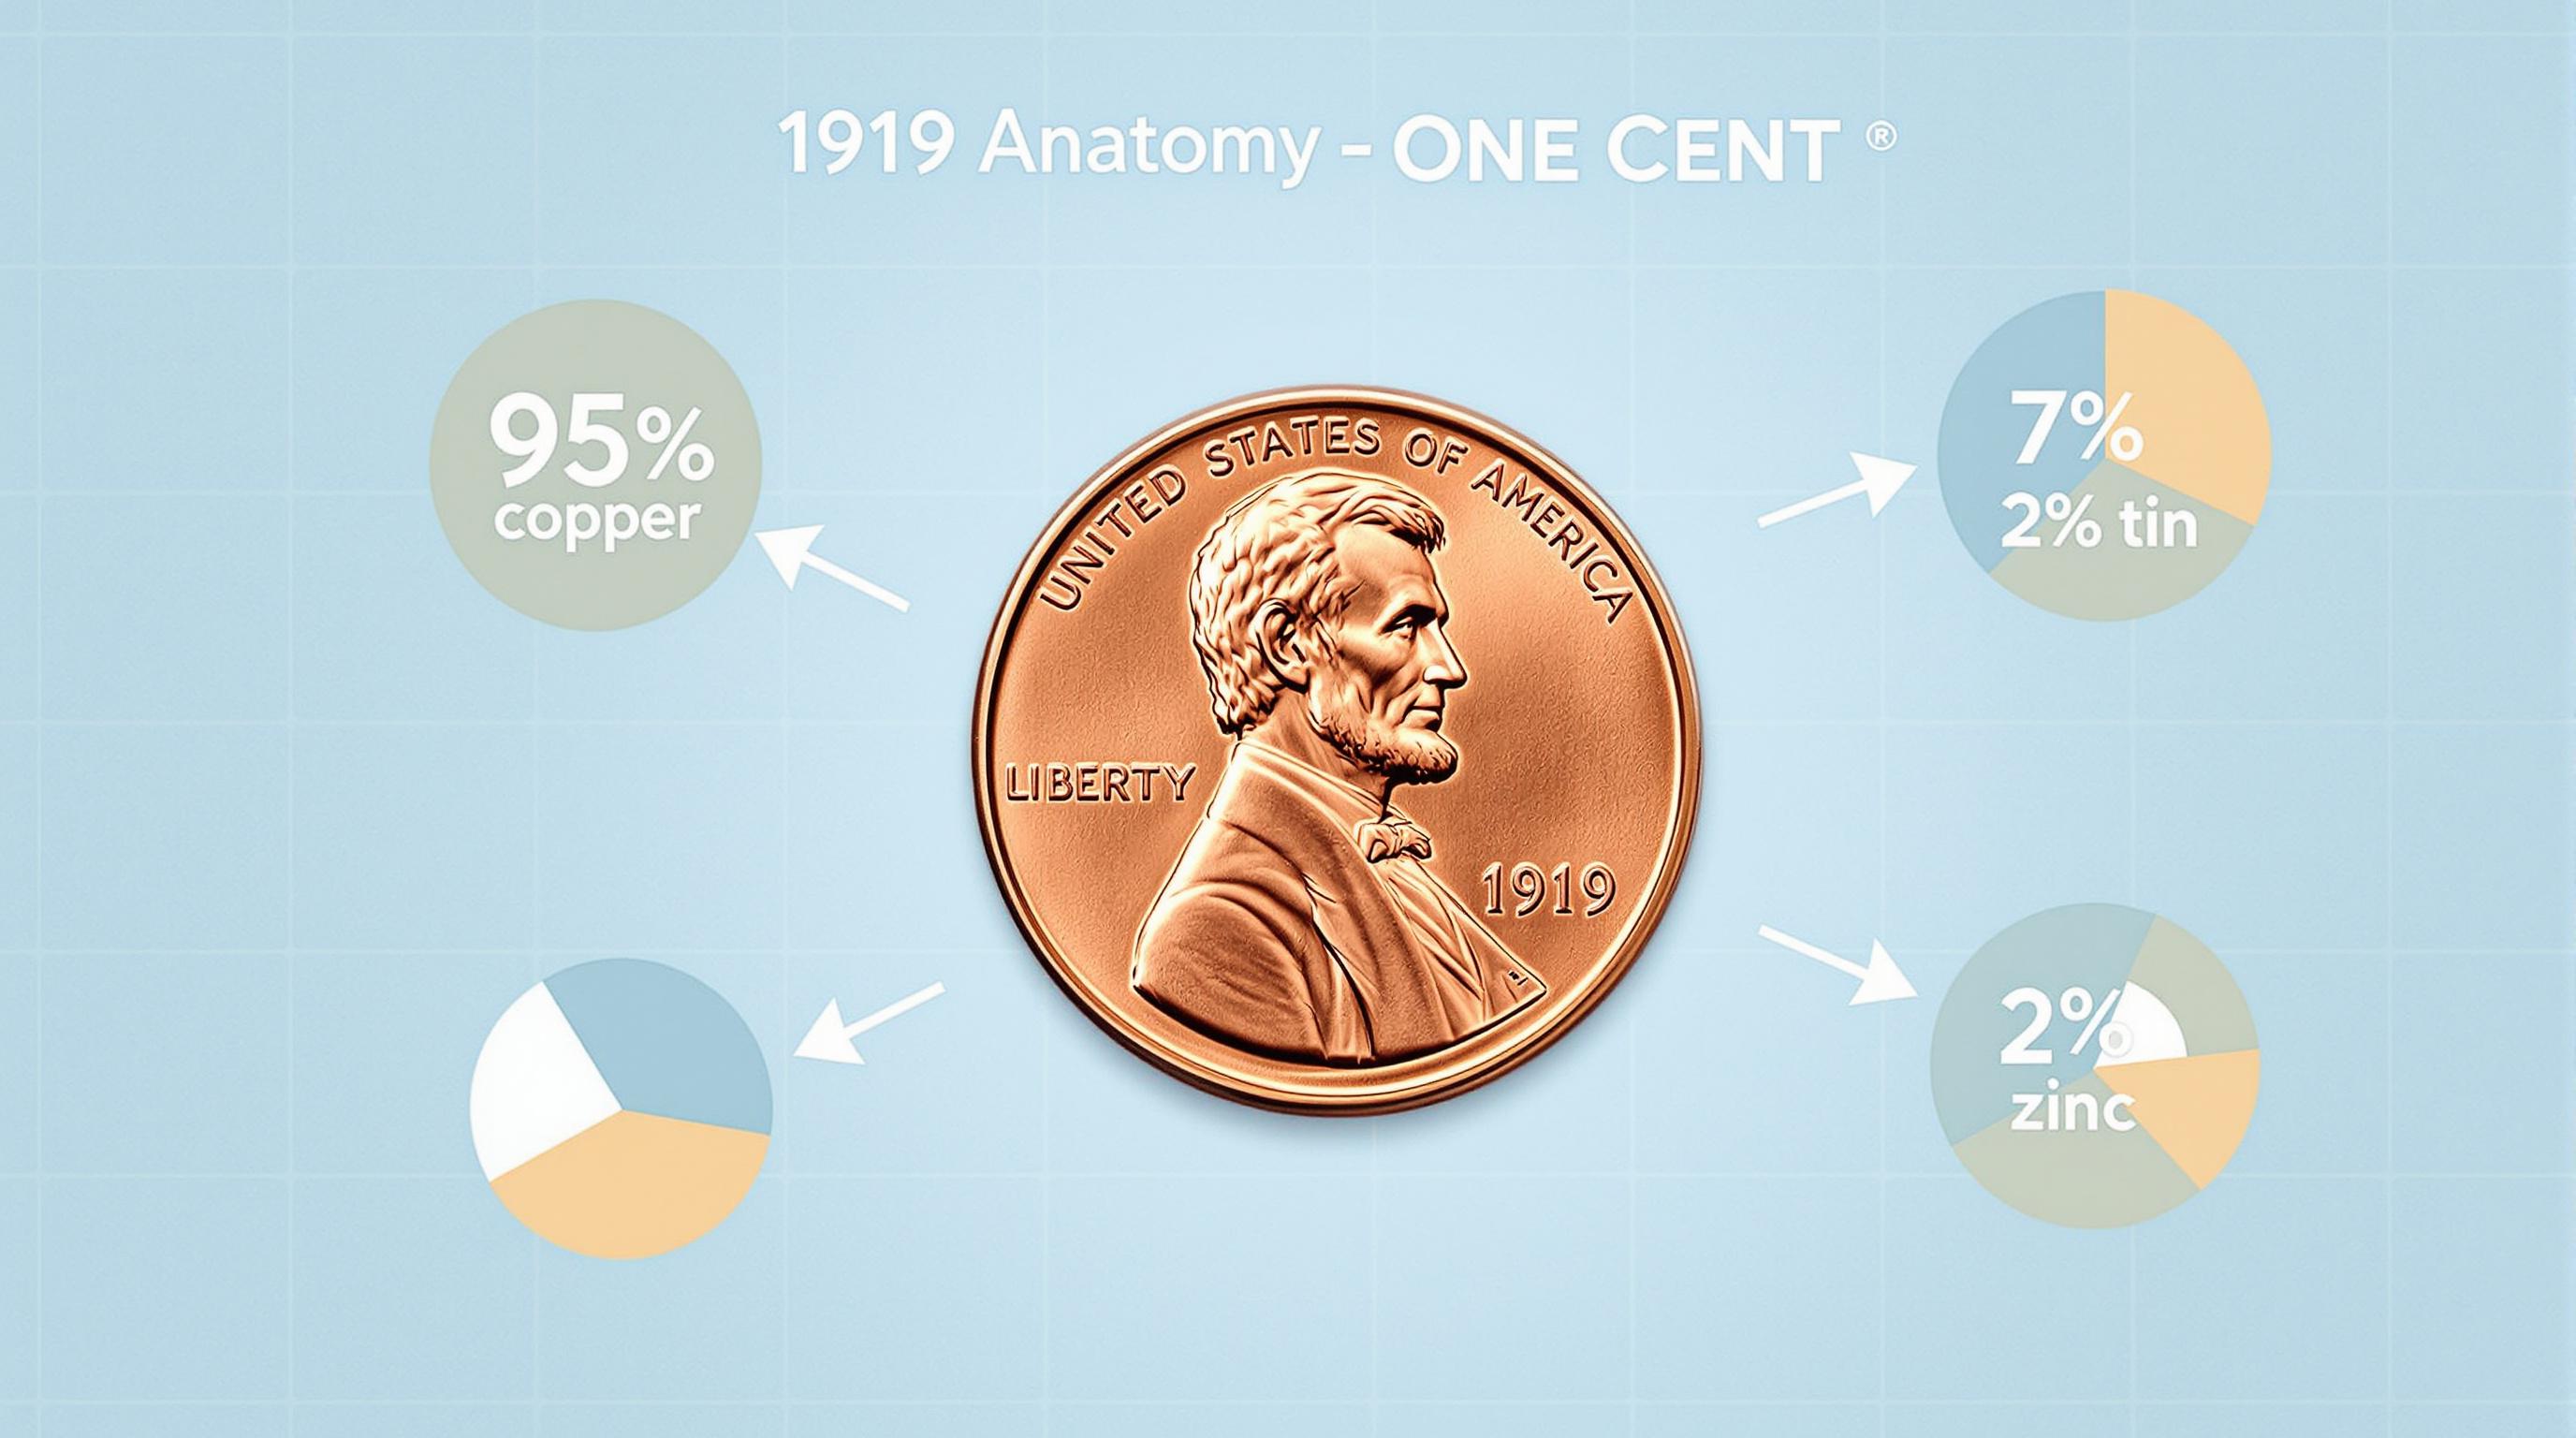 1919 Anatomy - ONE CENT ®
95%
copper
7%
2% tin
UNITED STATES OF AMERICA
LIBERTY
1919
2%
zinc